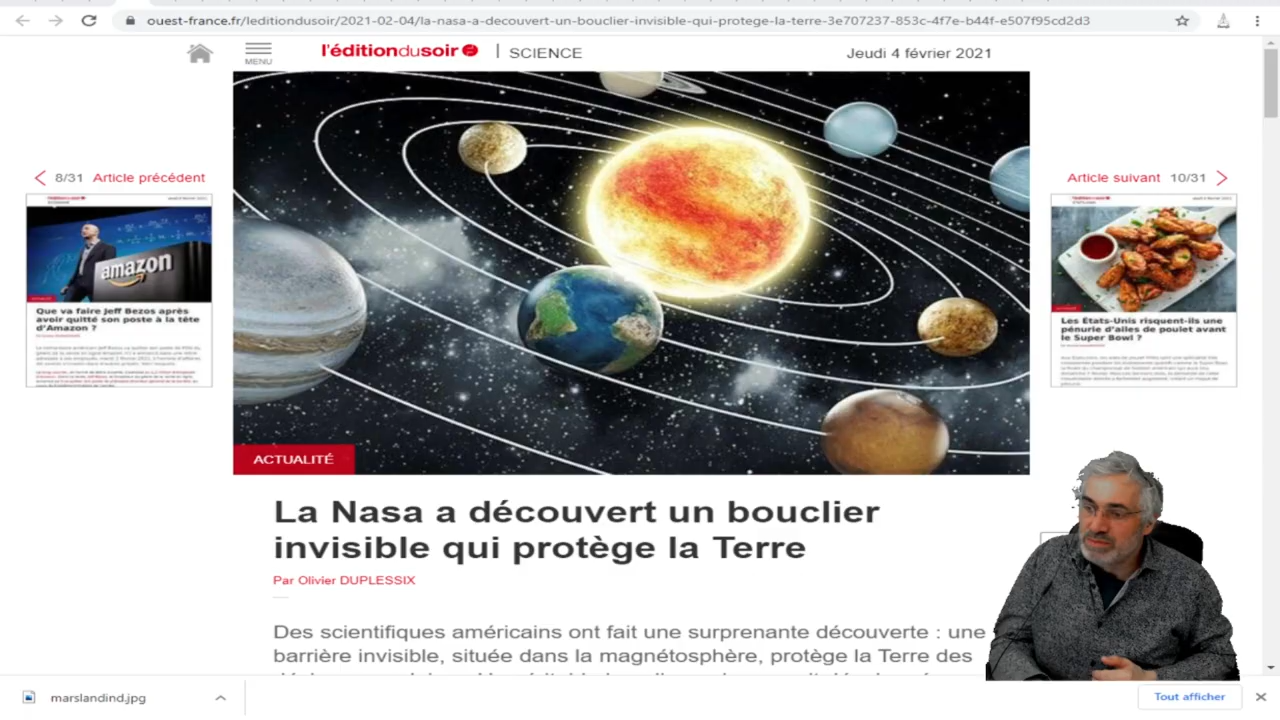 ouest-france.fr/leditiondusoir/2021-02-04/la-nasa-a-decouvert-un-bouclier-invisible-qui-protege-la-terre-3e707237-853c-4f7e-b44f-e507f95cd2d3
MENU
l'éditiondusoir | SCIENCE
Jeudi 4 février 2021
8/31 Article précédent
Article suivant 10/31
amazon
Que va faire Jeff Bezos après
avoir quitté son poste à la tête
d'Amazon ?
Les États-Unis risquent-ils une
pénurie d'ailes de poulet avant
le Super Bowl ?
ACTUALITÉ
La Nasa a découvert un bouclier
invisible qui protège la Terre
Par Olivier DUPLESSIX
Des scientifiques américains ont fait une surprenante découverte : une
barrière invisible, située dans la magnétosphère, protège la Terre des
marslandind.jpg
Tout afficher